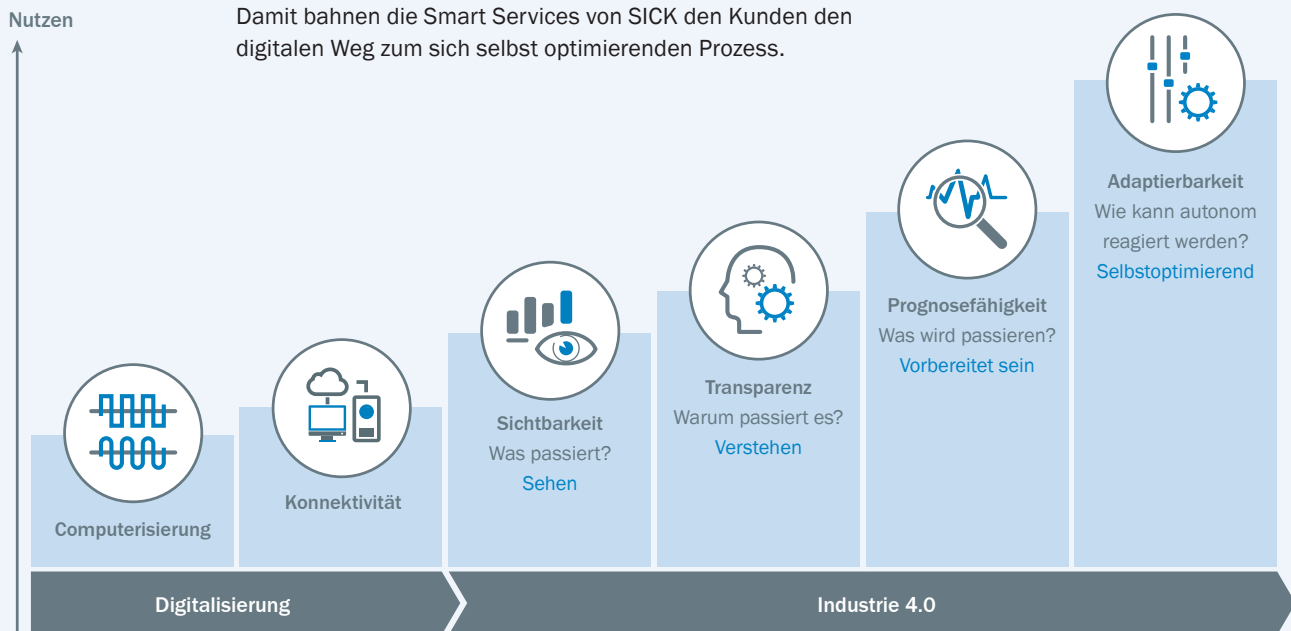 Nutzen
Damit bahnen die Smart Services von SICK den Kunden den
digitalen Weg zum sich selbst optimierenden Prozess.
Computerisierung
Konnektivität
Sichtbarkeit
Was passiert?
Sehen
Transparenz
Warum passiert es?
Verstehen
Prognosefähigkeit
Was wird passieren?
Vorbereitet sein
Adaptierbarkeit
Wie kann autonom
reagiert werden?
Selbstoptimierend
Digitalisierung
Industrie 4.0